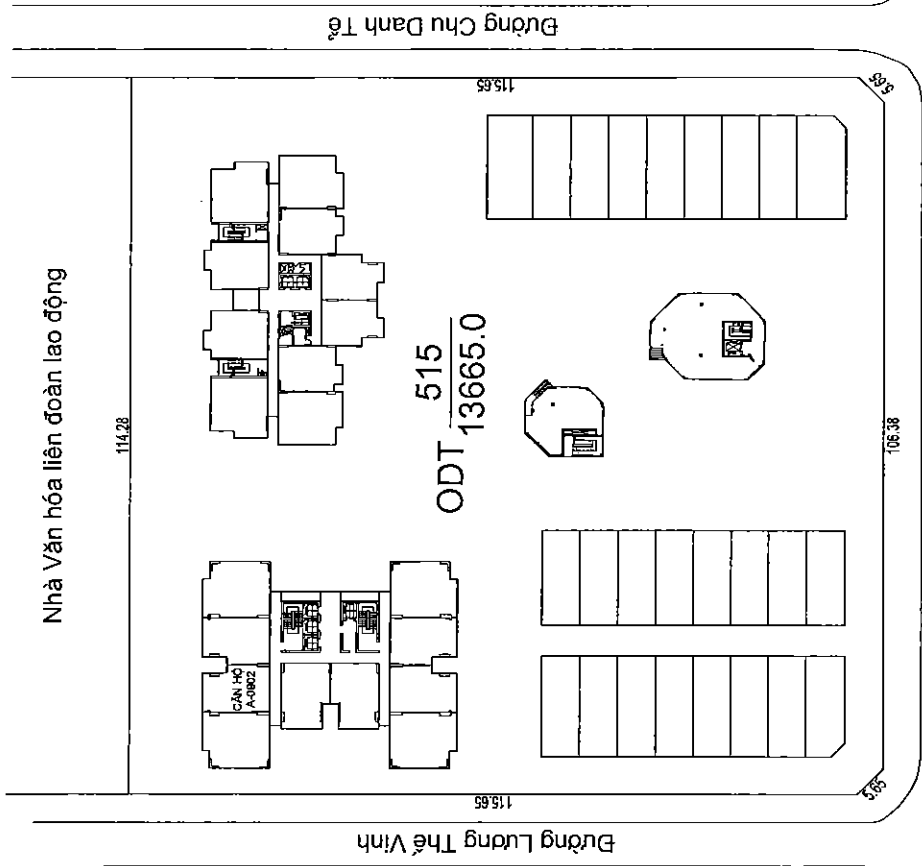 Đường Chu Danh Tể
115.65
5.65
Nhà Văn hóa liên đoàn lao động
114.28
ODT
515
13665.0
CĂN HỘ
A-0902
106.38
5.65
115.65
Đường Lương Thế Vinh